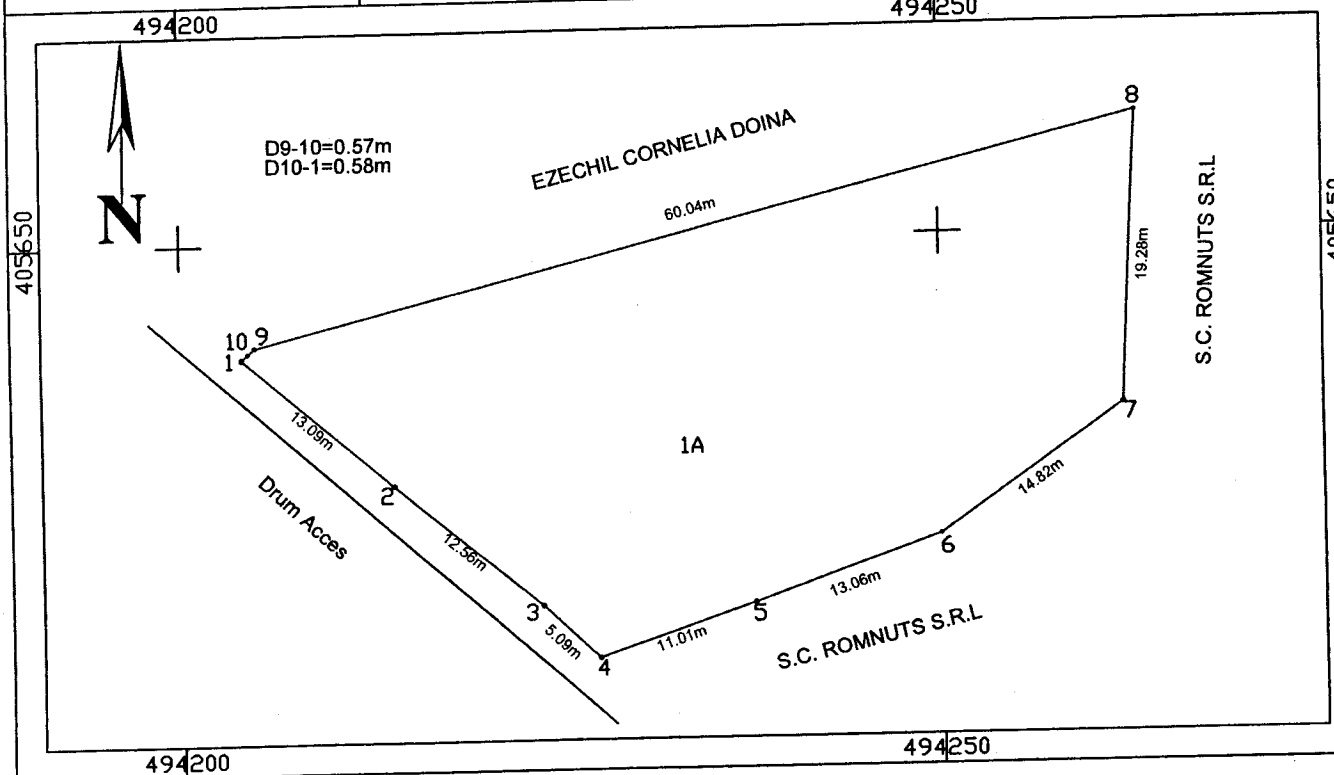 494200
494250
N
D9-10=0.57m
D10-1=0.58m
EZECHIL CORNELIA DOINA
8
60.04m
405650
19.28m
S.C. ROMNUTS S.R.L
10 9
1
13.09m
7
1A
2
14.82m
Drum Acces
12.56m
6
13.06m
3
5
5.09m
11.01m
S.C. ROMNUTS S.R.L
4
494200
494250